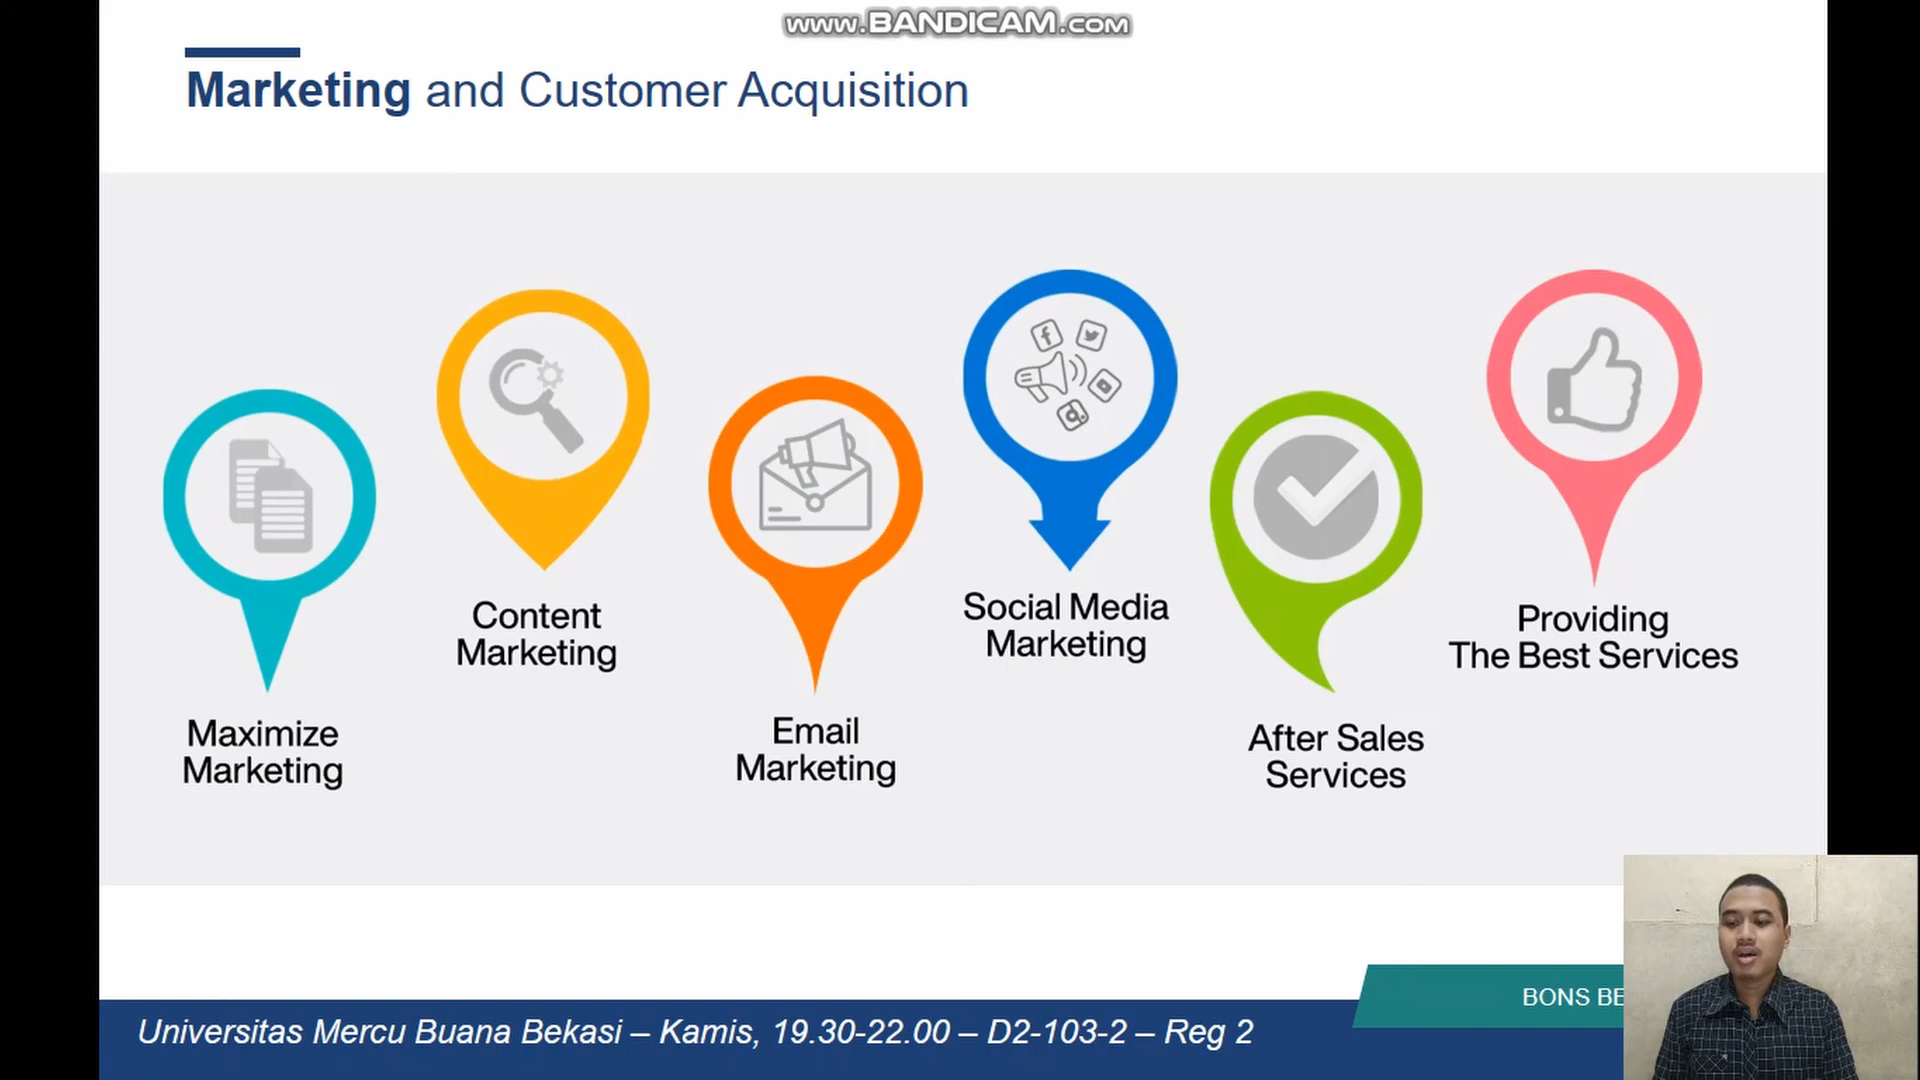 www.BANDICAM.com
Marketing and Customer Acquisition
Content
Marketing
Social Media
Marketing
Providing
The Best Services
Maximize
Marketing
Email
Marketing
After Sales
Services
BONS
Universitas Mercu Buana Bekasi – Kamis, 19.30-22.00 – D2-103-2 – Reg 2